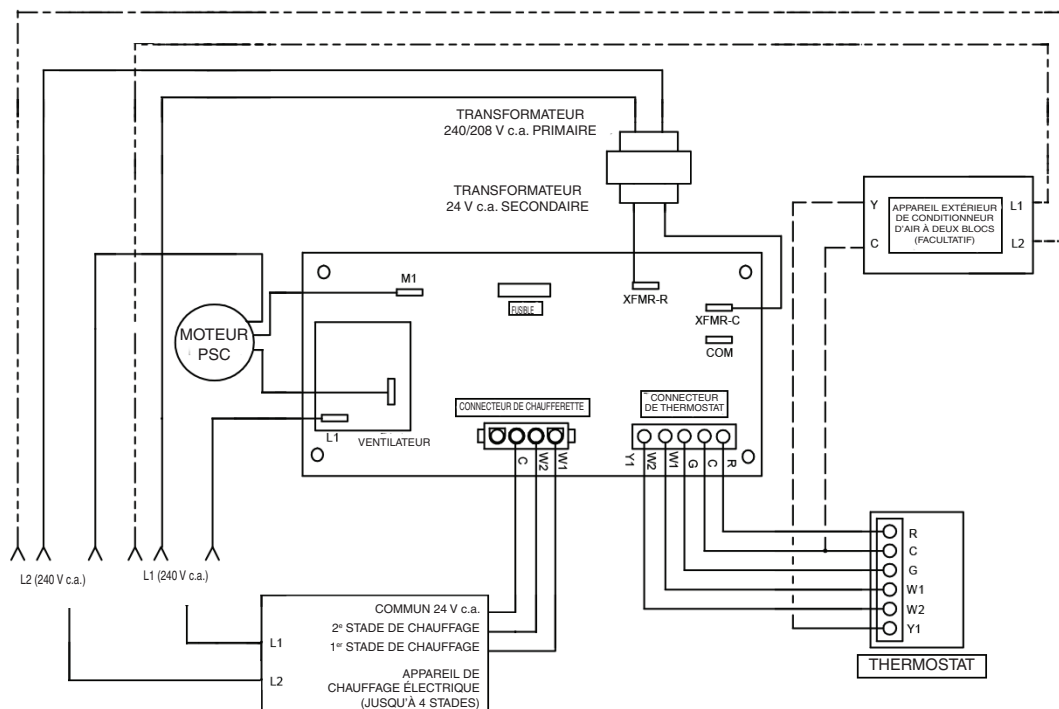 TRANSFORMATEUR
240/208 V c.a. PRIMAIRE
TRANSFORMATEUR
24 V c.a. SECONDAIRE
Y
C
APPAREIL EXTÉRIEUR
DE CONDITIONNEUR
D'AIR À DEUX BLOCS
(FACULTATIF)
L1
L2
M1
FUSIBLE
XFMR-R
XFMR-C
COM
MOTEUR
PSC
L1
VENTILATEUR
CONNECTEUR DE CHAUFFERETTE
C
W2
W1
CONNECTEUR
DE THERMOSTAT
Y1
W2
W1
G
C
R
R
C
G
W1
W2
Y1
THERMOSTAT
L2 (240 V c.a.)
L1 (240 V c.a.)
L1
L2
COMMUN 24 V c.a.
2e STADE DE CHAUFFAGE
1er STADE DE CHAUFFAGE
APPAREIL DE
CHAUFFAGE ÉLECTRIQUE
(JUSQU'À 4 STADES)